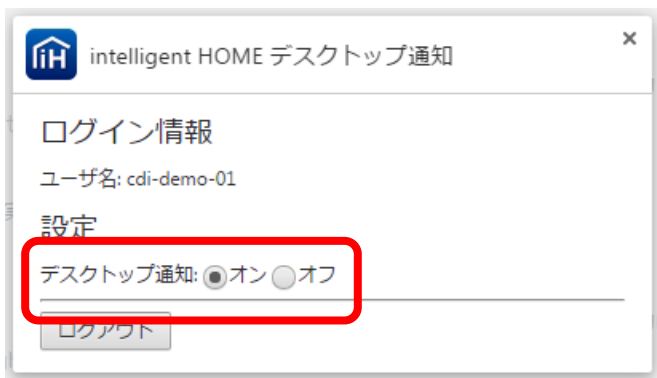 iH intelligent HOME デスクトップ通知 ×
ログイン情報
ユーザ名: cdi-demo-01
設定
デスクトップ通知: オン オフ
ログアウト